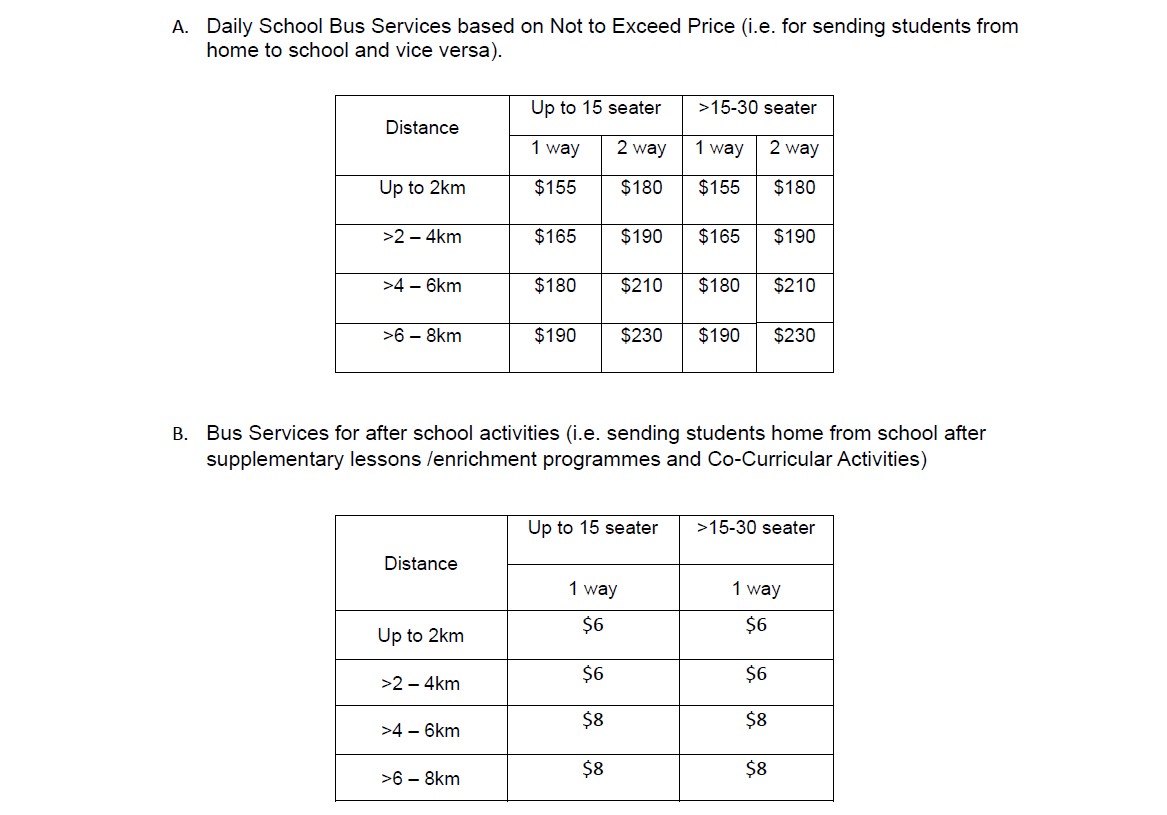 A. Daily School Bus Services based on Not to Exceed Price (i.e. for sending students from
home to school and vice versa).
Distance
Up to 15 seater >15-30 seater
1 way 2 way 1 way 2 way
Up to 2km $155 $180 $155 $180
>2 – 4km $165 $190 $165 $190
>4 – 6km $180 $210 $180 $210
>6 – 8km $190 $230 $190 $230
B. Bus Services for after school activities (i.e. sending students home from school after
supplementary lessons /enrichment programmes and Co-Curricular Activities)
Distance
Up to 15 seater >15-30 seater
1 way 1 way
Up to 2km $6 $6
>2 – 4km $6 $6
>4 – 6km $8 $8
>6 – 8km $8 $8